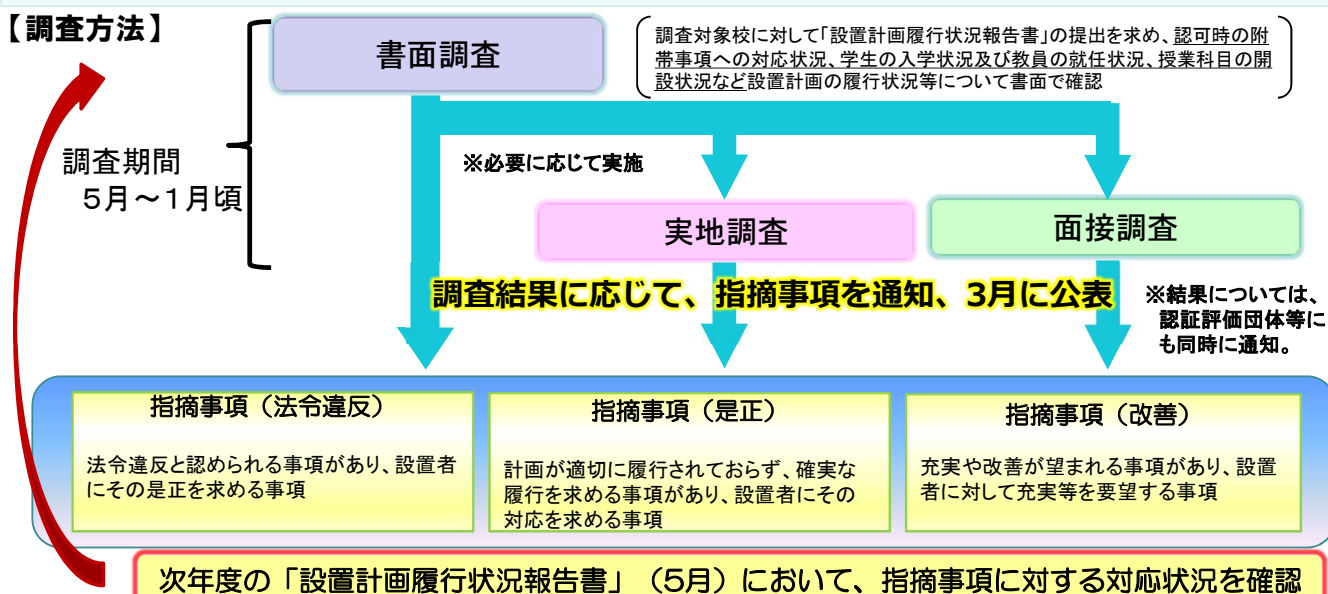 【調査方法】
書面調査
調査対象校に対して「設置計画履行状況報告書」の提出を求め、認可時の附
帯事項への対応状況、学生の入学状況及び教員の就任状況、授業科目の開
設状況など設置計画の履行状況等について書面で確認
調査期間
５月～１月頃
※必要に応じて実施
実地調査
面接調査
調査結果に応じて、指摘事項を通知、3月に公表
※結果については、
認証評価団体等に
も同時に通知。
指摘事項（法令違反）
法令違反と認められる事項があり、設置者
にその是正を求める事項
指摘事項（是正）
計画が適切に履行されておらず、確実な
履行を求める事項があり、設置者にその
対応を求める事項
指摘事項（改善）
充実や改善が望まれる事項があり、設置
者に対して充実等を要望する事項
次年度の「設置計画履行状況報告書」（5月）において、指摘事項に対する対応状況を確認